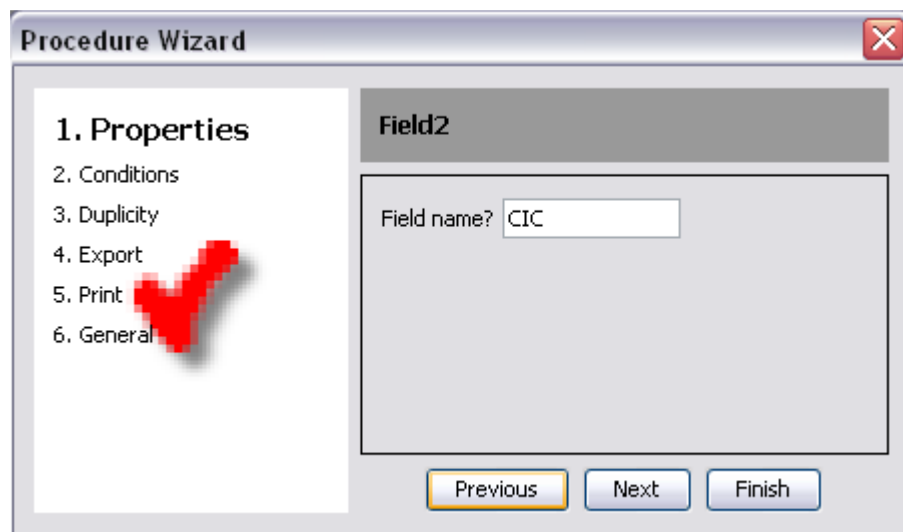 Procedure Wizard
1. Properties
2. Conditions
3. Duplicity
4. Export
5. Print
6. General
Field2
Field name? CIC
Previous Next Finish